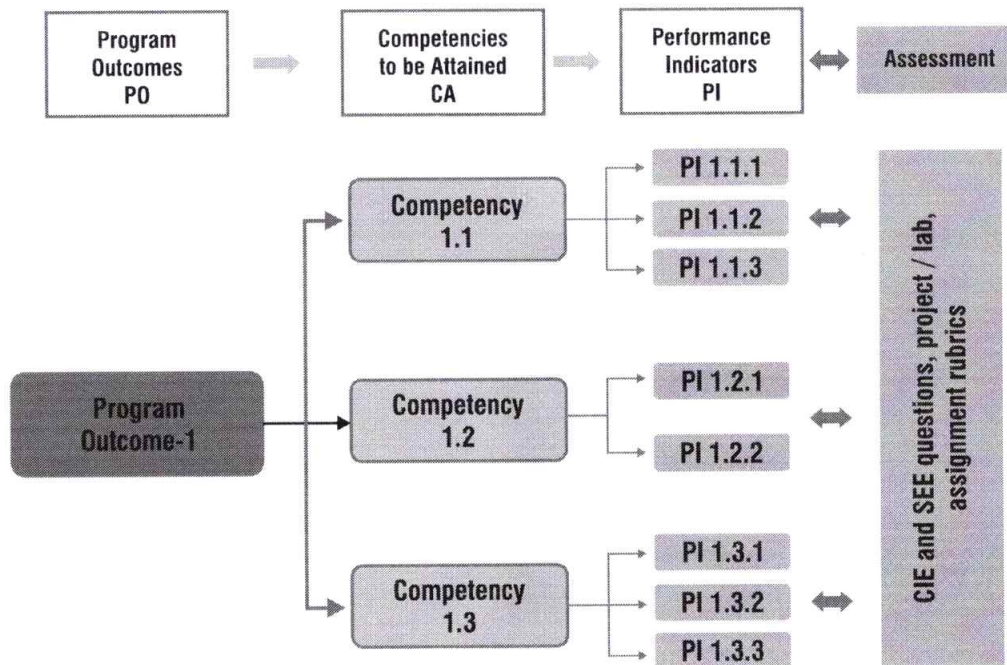 Program
Outcomes
PO
Competencies
to be Attained
CA
Performance
Indicators
PI
Assessment
Program
Outcome-1
Competency
1.1
PI 1.1.1
PI 1.1.2
PI 1.1.3
Competency
1.2
PI 1.2.1
PI 1.2.2
Competency
1.3
PI 1.3.1
PI 1.3.2
PI 1.3.3
CIE and SEE questions, project / lab,
assignment rubrics